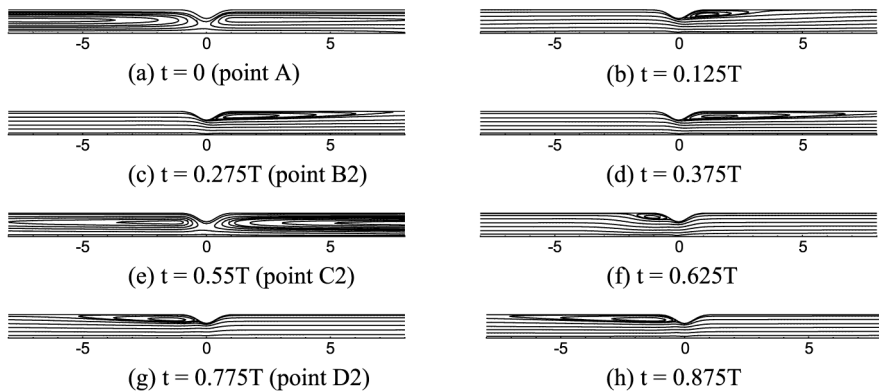 -5 0 5
(a) t = 0 (point A)
-5 0 5
(b) t = 0.125T
-5 0 5
(c) t = 0.275T (point B2)
-5 0 5
(d) t = 0.375T
-5 0 5
(e) t = 0.55T (point C2)
-5 0 5
(f) t = 0.625T
-5 0 5
(g) t = 0.775T (point D2)
-5 0 5
(h) t = 0.875T